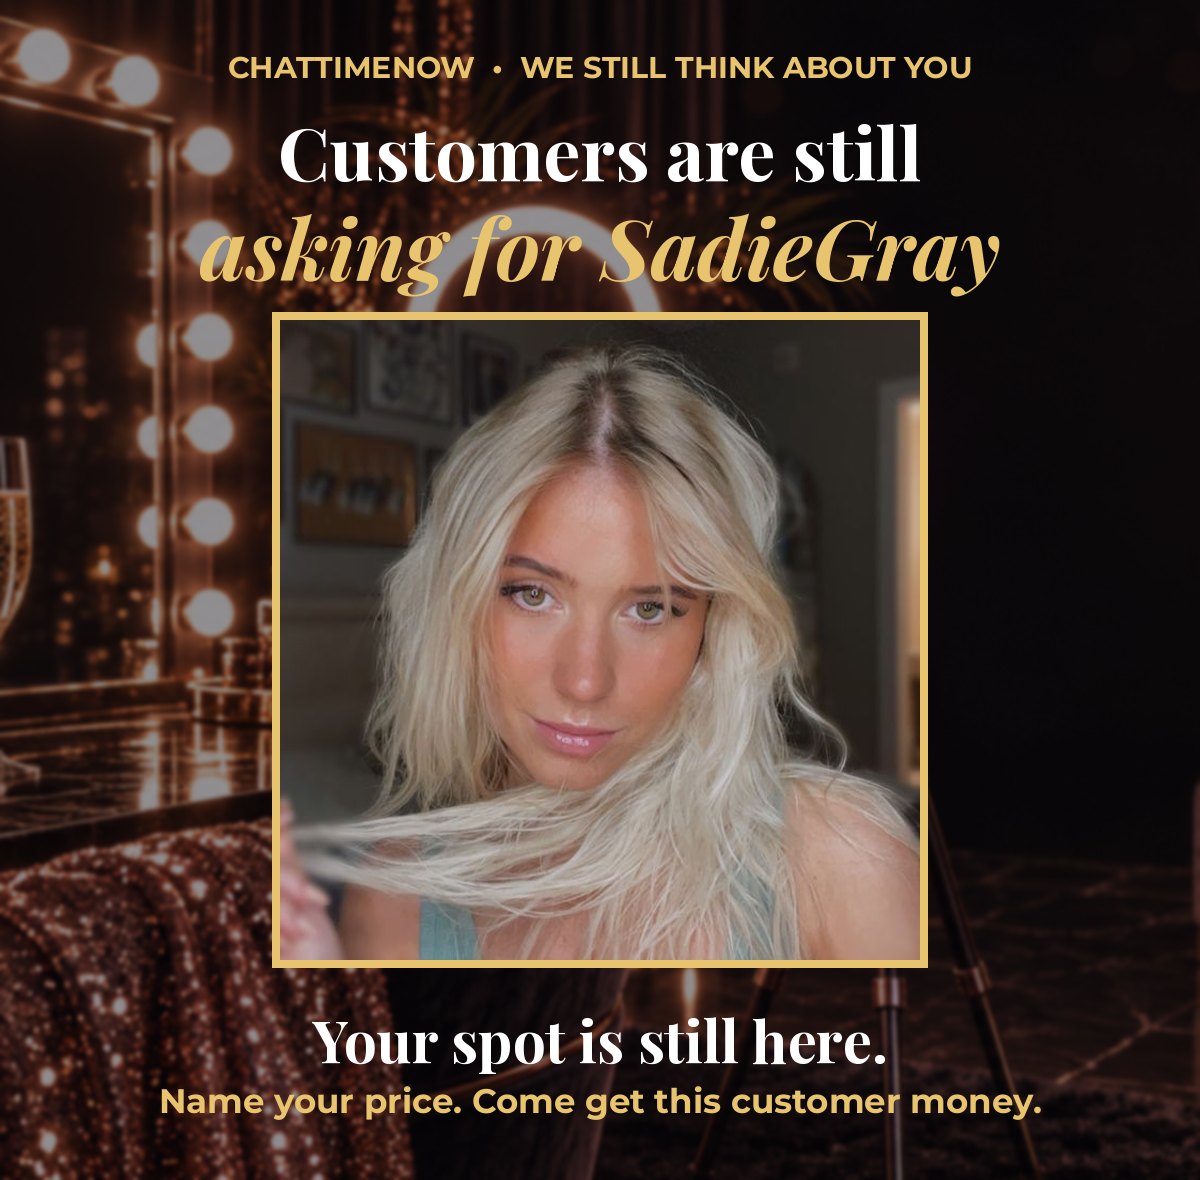 CHATTIMENOW • WE STILL THINK ABOUT YOU
Customers are still
asking for SadieGray
Your spot is still here.
Name your price. Come get this customer money.